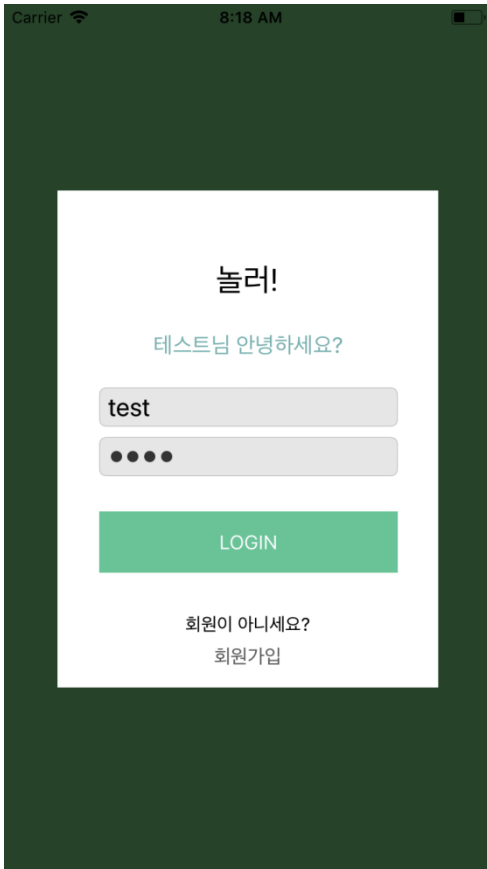 Carrier 8:18 AM
놀러!
테스트님 안녕하세요?
test
●●●●
LOGIN
회원이 아니세요?
회원가입